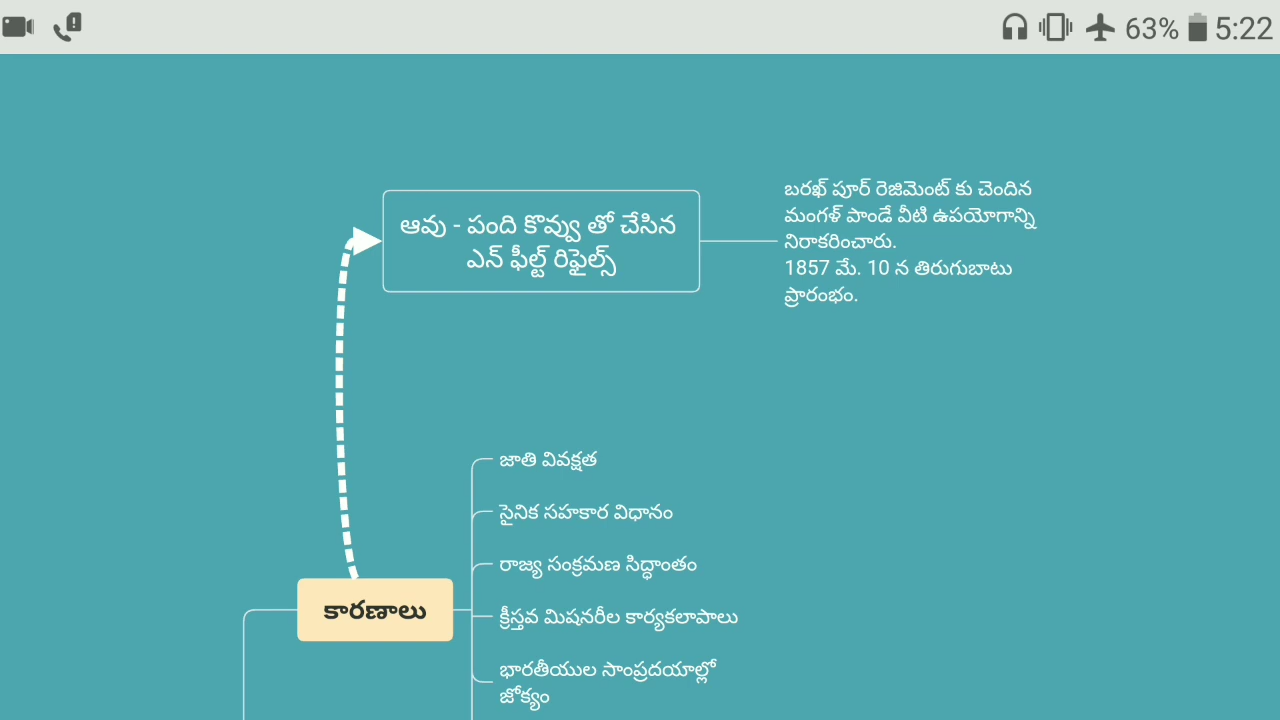 63% 5:22
ఆవు - పంది కొవ్వు తో చేసిన
ఎన్ ఫీల్ట్ రిఫైల్స్
బరఖ్ పూర్ రెజిమెంట్ కు చెందిన
మంగళ్ పాండే వీటి ఉపయోగాన్ని
నిరాకరించారు.
1857 మే. 10 న తిరుగుబాటు
ప్రారంభం.
జాతి వివక్షత
సైనిక సహకార విధానం
రాజ్య సంక్రమణ సిద్ధాంతం
కారణాలు
క్రీస్తవ మిషనరీల కార్యకలాపాలు
భారతీయుల సాంప్రదయాల్లో
జోక్యం